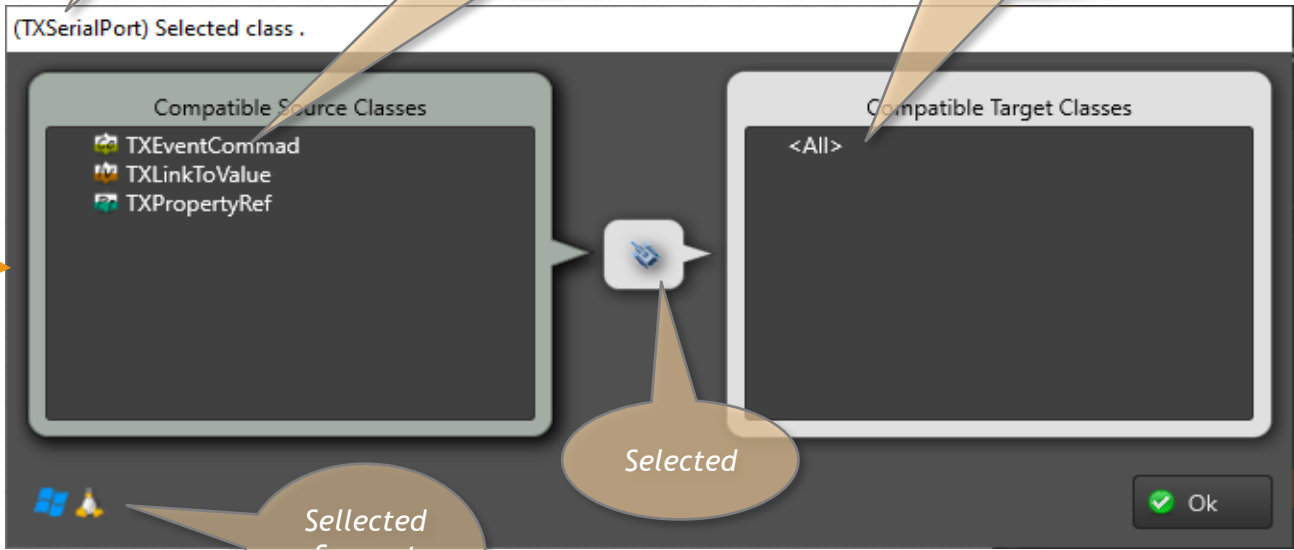 (TXSerialPort) Selected class .
Compatible Source Classes
TXEventCommad
TXLinkToValue
TXPropertyRef
Compatible Target Classes
<All>
Selected
Sellected
Ok